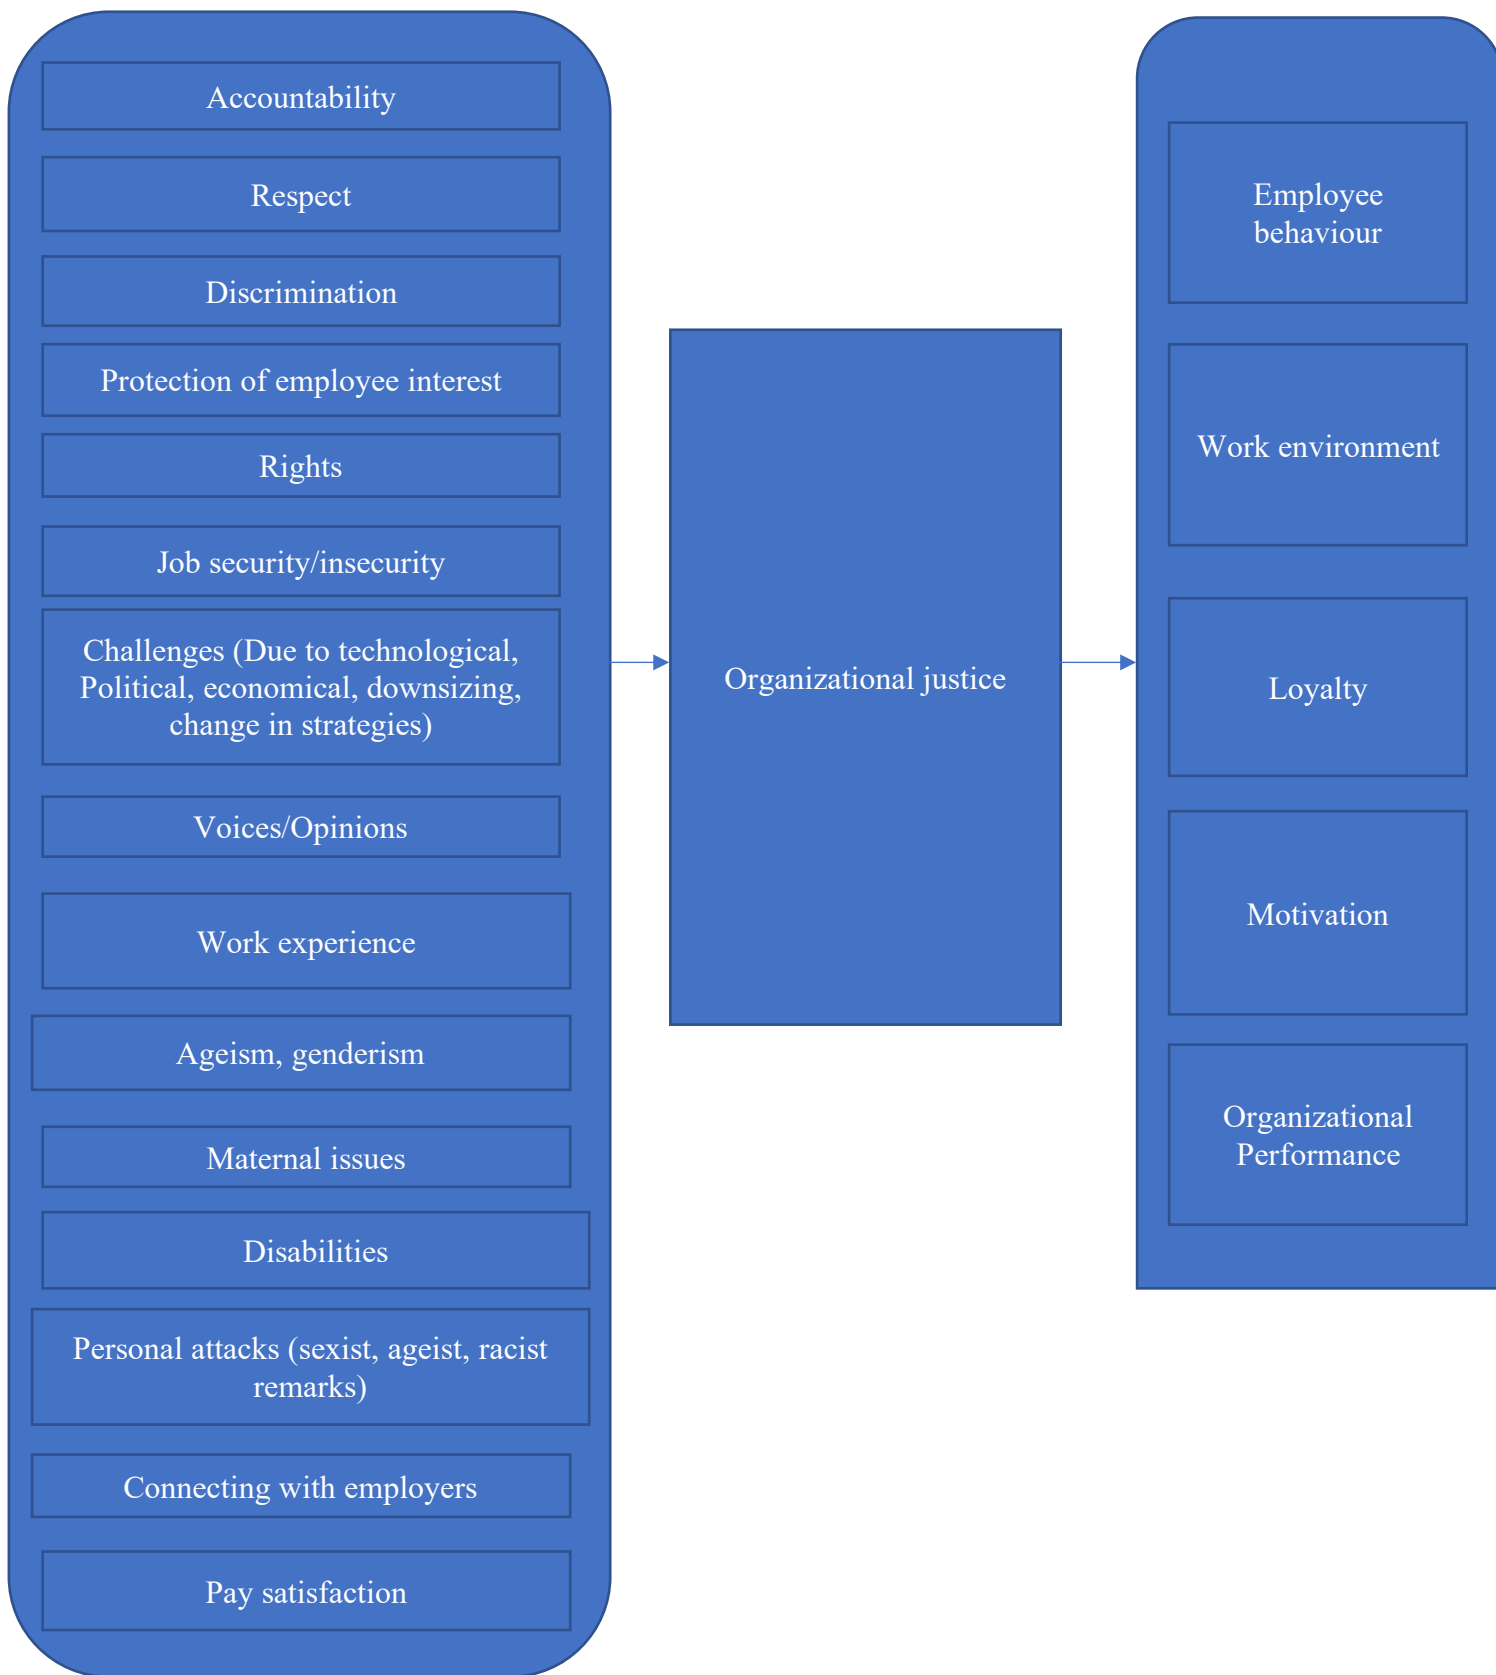 Accountability
Respect
Discrimination
Protection of employee interest
Rights
Job security/insecurity
Challenges (Due to technological,
Political, economical, downsizing,
change in strategies)
Voices/Opinions
Work experience
Ageism, genderism
Maternal issues
Disabilities
Personal attacks (sexist, ageist, racist
remarks)
Connecting with employers
Pay satisfaction
Organizational justice
Employee
behaviour
Work environment
Loyalty
Motivation
Organizational
Performance